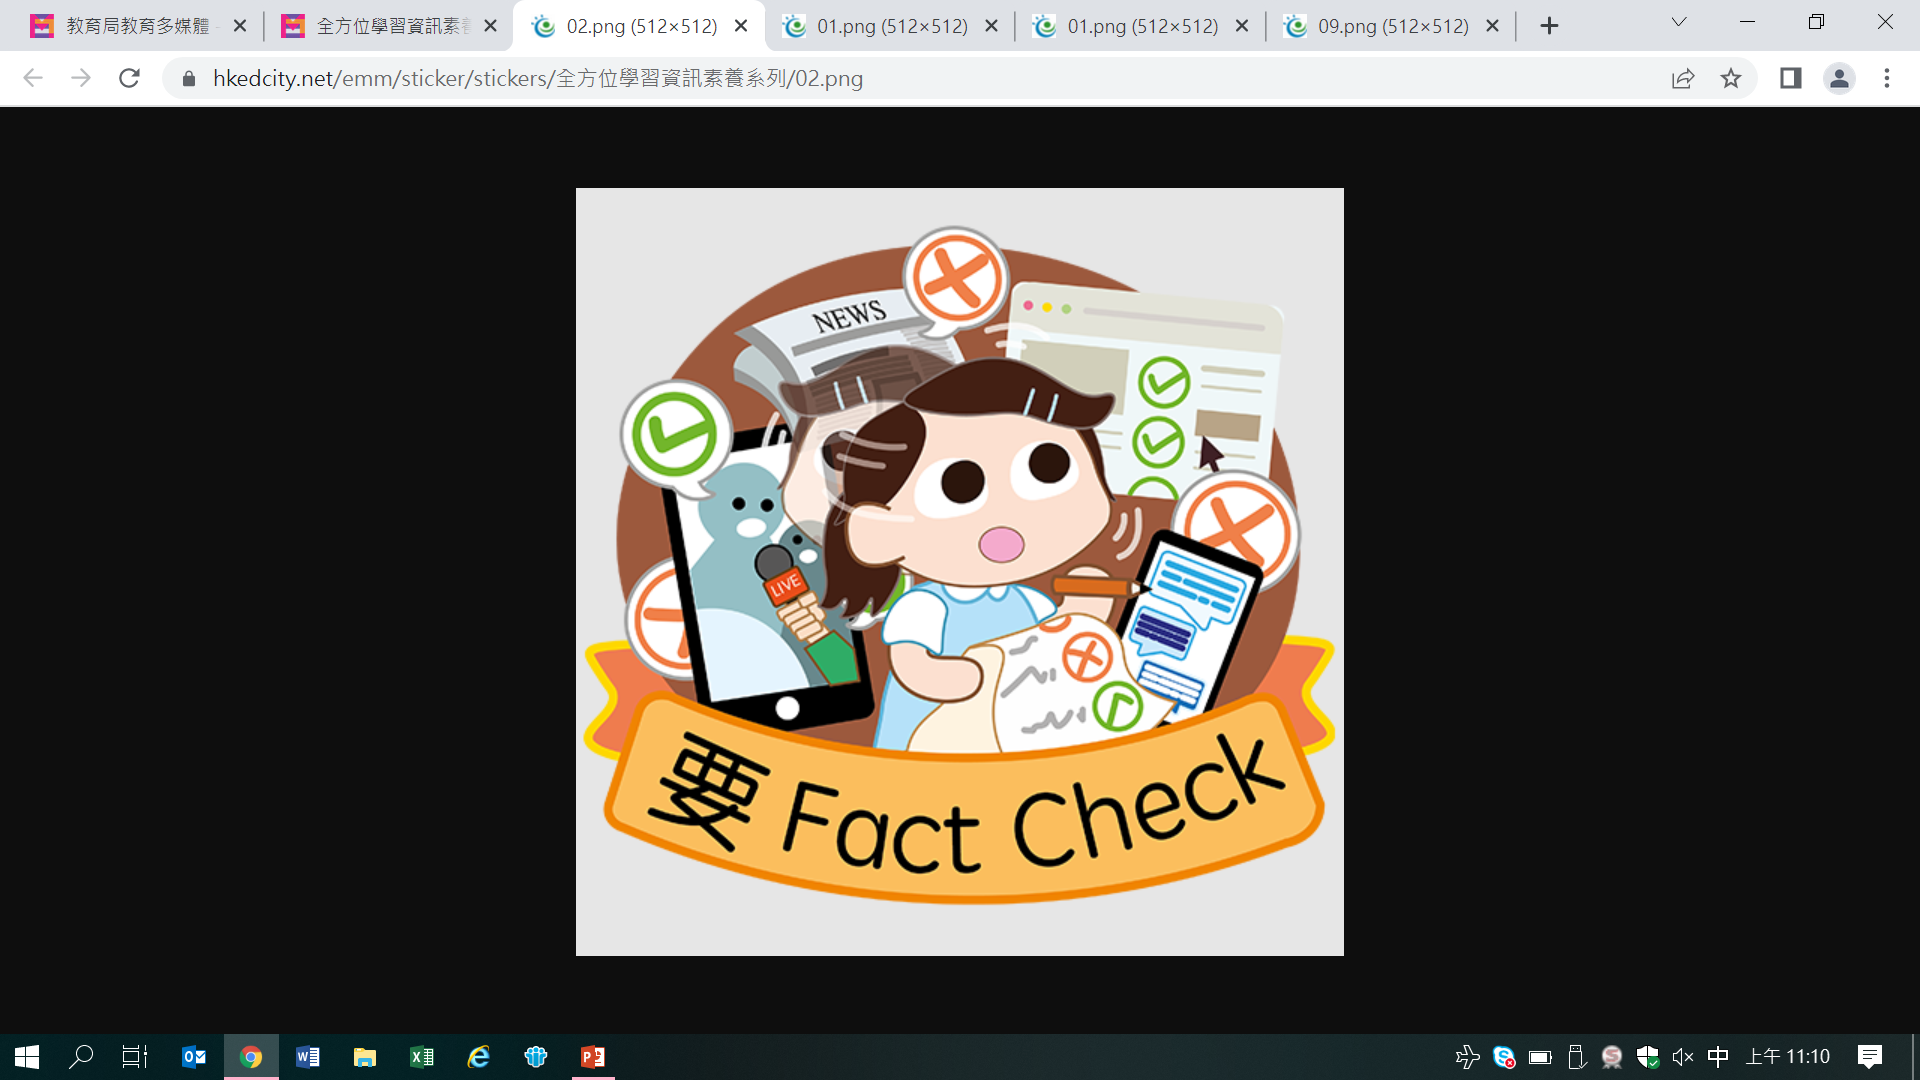 教育局教育多媒體 -
全方位學習資訊素養
02.png (512×512)
01.png (512×512)
01.png (512×512)
09.png (512×512)
hkedcity.net/emm/sticker/stickers/全方位學習資訊素養系列/02.png
NEWS
LIVE
要 Fact Check
中
上午 11:10